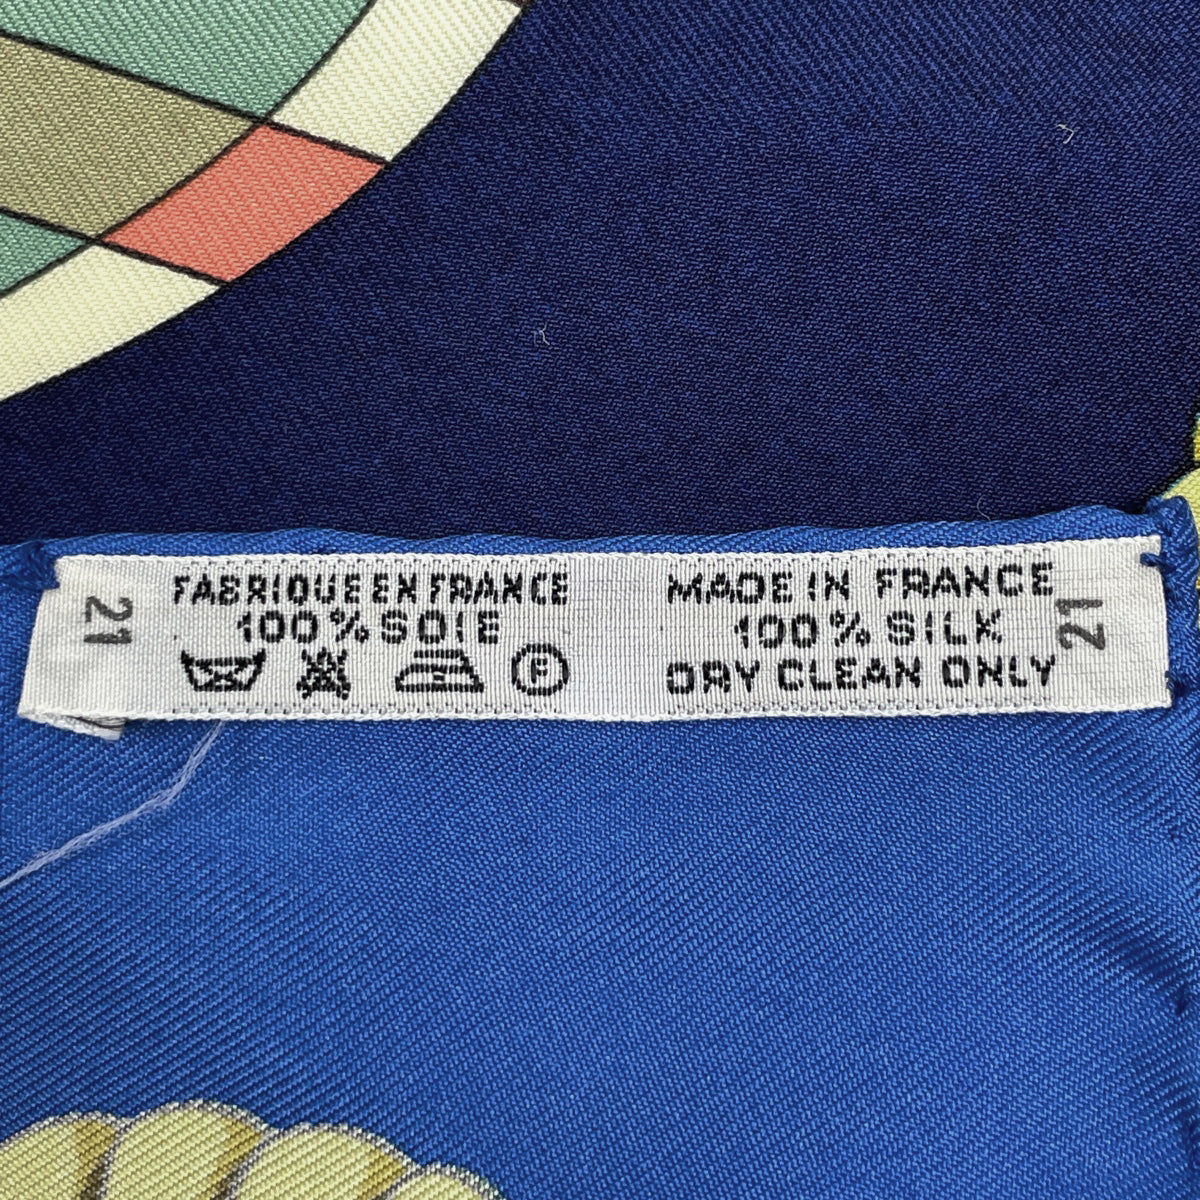 21
FABRIQUE EN FRANCE
100% SOIE
F
MADE IN FRANCE
100% SILK
DRY CLEAN ONLY
21